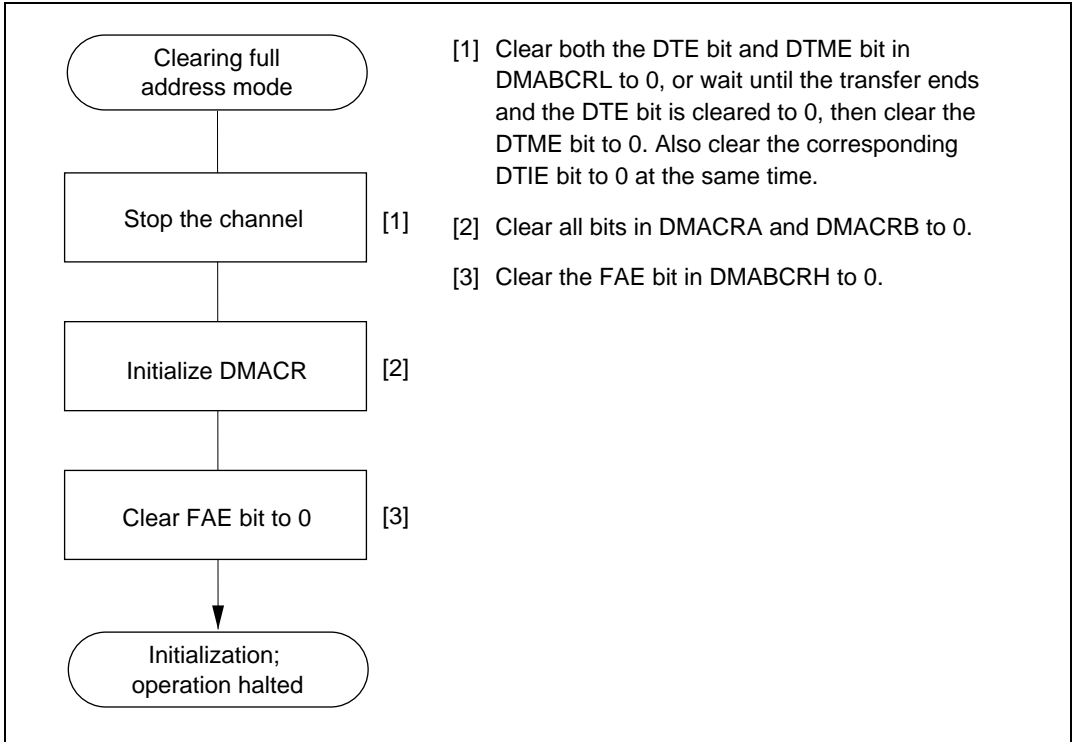 Clearing full
address mode
Stop the channel
[1]
Initialize DMACR
[2]
Clear FAE bit to 0
[3]
Initialization;
operation halted
[1] Clear both the DTE bit and DTME bit in
DMABCRL to 0, or wait until the transfer ends
and the DTE bit is cleared to 0, then clear the
DTME bit to 0. Also clear the corresponding
DTIE bit to 0 at the same time.
[2] Clear all bits in DMACRA and DMACRB to 0.
[3] Clear the FAE bit in DMABCRH to 0.